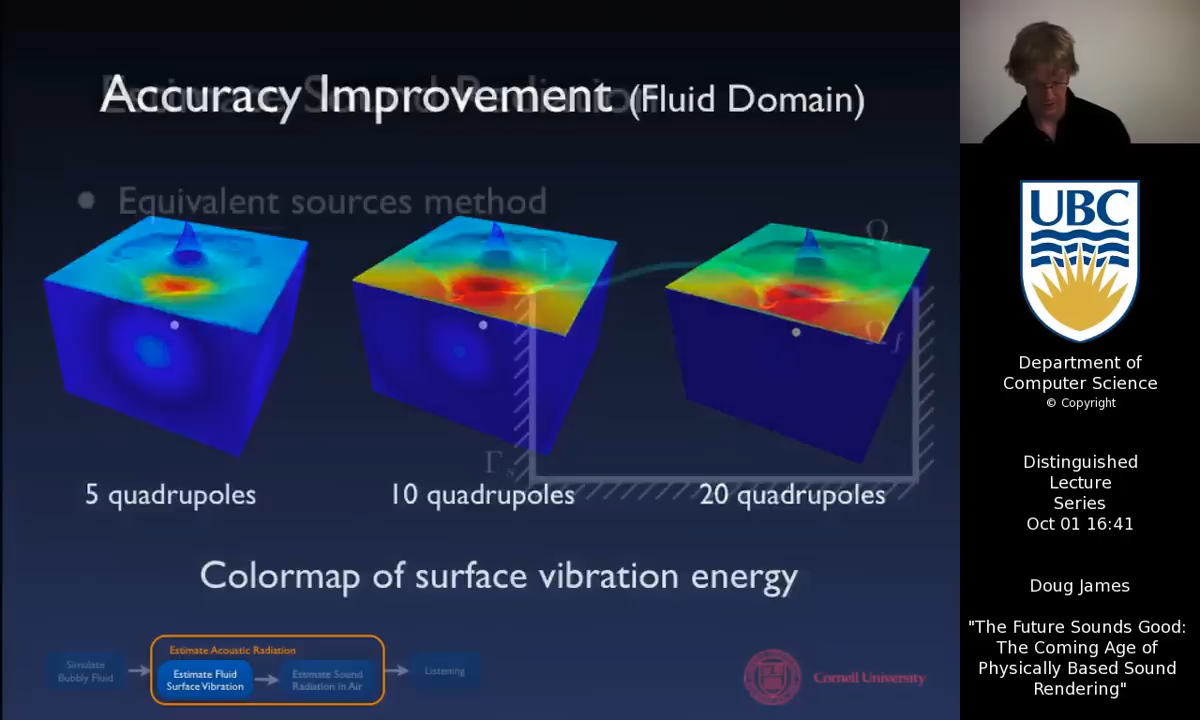 Accuracy Improvement (Fluid Domain)
Equivalent sources method
5 quadrupoles
10 quadrupoles
20 quadrupoles
Colormap of surface vibration energy
Simulate
Bubbly Fluid
Estimate Acoustic Radiation
Estimate Fluid
Surface Vibration
Estimate Sound
Radiation in Air
Listening
Cornell University
UBC
Department of
Computer Science
© Copyright
Distinguished
Lecture
Series
Oct 01 16:41
Doug James
"The Future Sounds Good:
The Coming Age of
Physically Based Sound
Rendering"